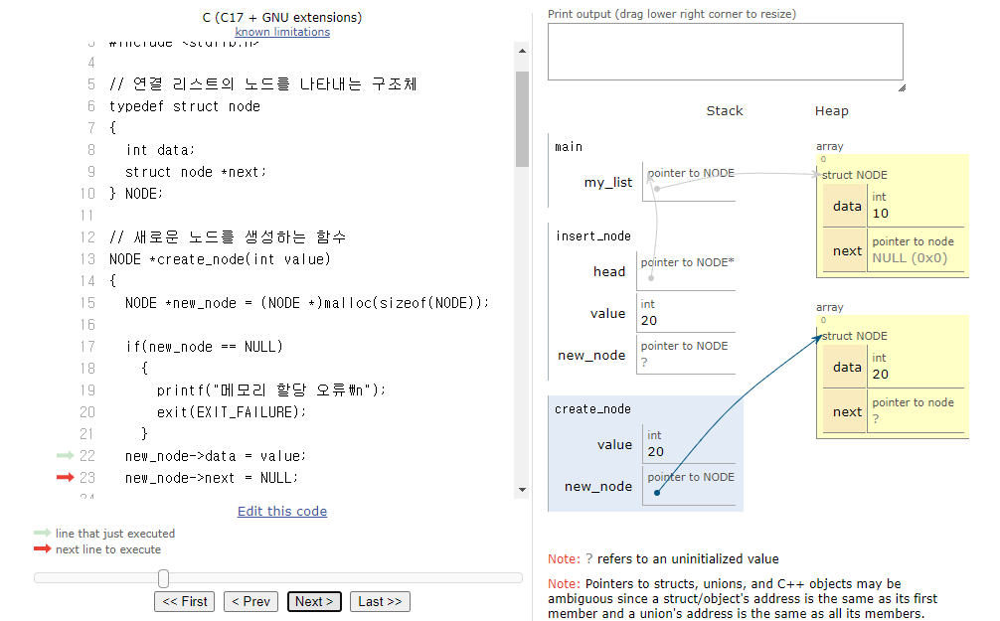 C (C17 + GNU extensions)
known limitations
3 #include <stdlib.h>
4
5 // 연결 리스트의 노드를 나타내는 구조체
6 typedef struct node
7 {
8 int data;
9 struct node *next;
10 } NODE;
11
12 // 새로운 노드를 생성하는 함수
13 NODE *create_node(int value)
14 {
15 NODE *new_node = (NODE *)malloc(sizeof(NODE));
16
17 if(new_node == NULL)
18 {
19 printf("메모리 할당 오류₩n");
20 exit(EXIT_FAILURE);
21 }
22 new_node->data = value;
23 new_node->next = NULL;
24
Edit this code
line that just executed
next line to execute
<< First
< Prev
Next >
Last >>
Print output (drag lower right corner to resize)
Stack
Heap
main
my_list
pointer to NODE
insert_node
head
pointer to NODE*
value
int
20
new_node
pointer to NODE
?
create_node
value
int
20
new_node
pointer to NODE
array
0
struct NODE
data
int
10
next
pointer to node
NULL (0x0)
array
0
struct NODE
data
int
20
next
pointer to node
?
Note: ? refers to an uninitialized value
Note: Pointers to structs, unions, and C++ objects may be
ambiguous since a struct/object's address is the same as its first
member and a union's address is the same as all its members.